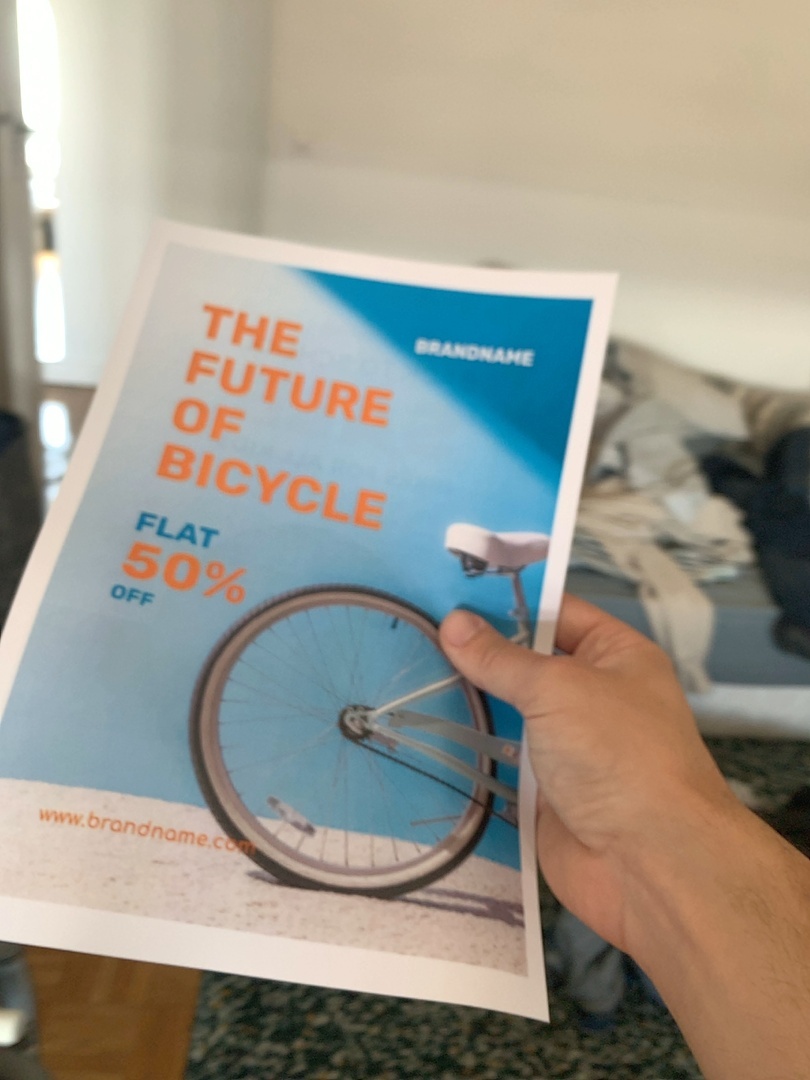 BRANDNAME
THE
FUTURE
OF
BICYCLE
FLAT
50%
OFF
www.brandname.com